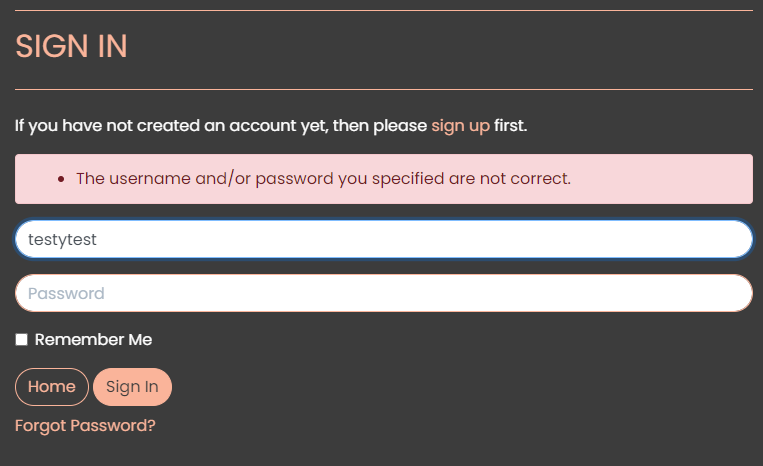 SIGN IN
If you have not created an account yet, then please sign up first.
The username and/or password you specified are not correct.
testytest
Password
Remember Me
Home Sign In
Forgot Password?